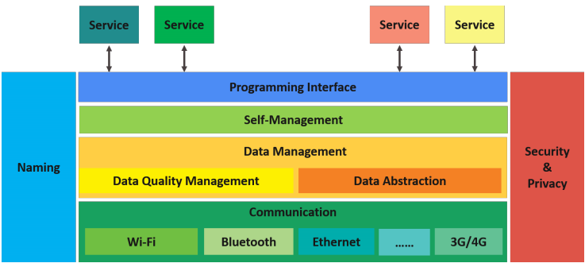 Service
Service
Service
Service
Programming Interface
Self-Management
Naming
Data Management
Security
&
Privacy
Data Quality Management
Data Abstraction
Communication
Wi-Fi
Bluetooth
Ethernet
......
3G/4G